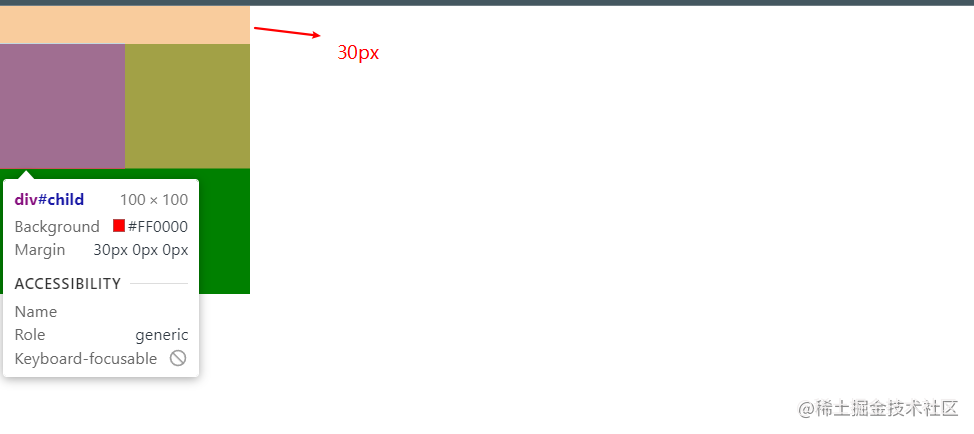 30px
div#child 100 × 100
Background #FF0000
Margin 30px 0px 0px
ACCESSIBILITY
Name
Role generic
Keyboard-focusable
@稀土掘金技术社区